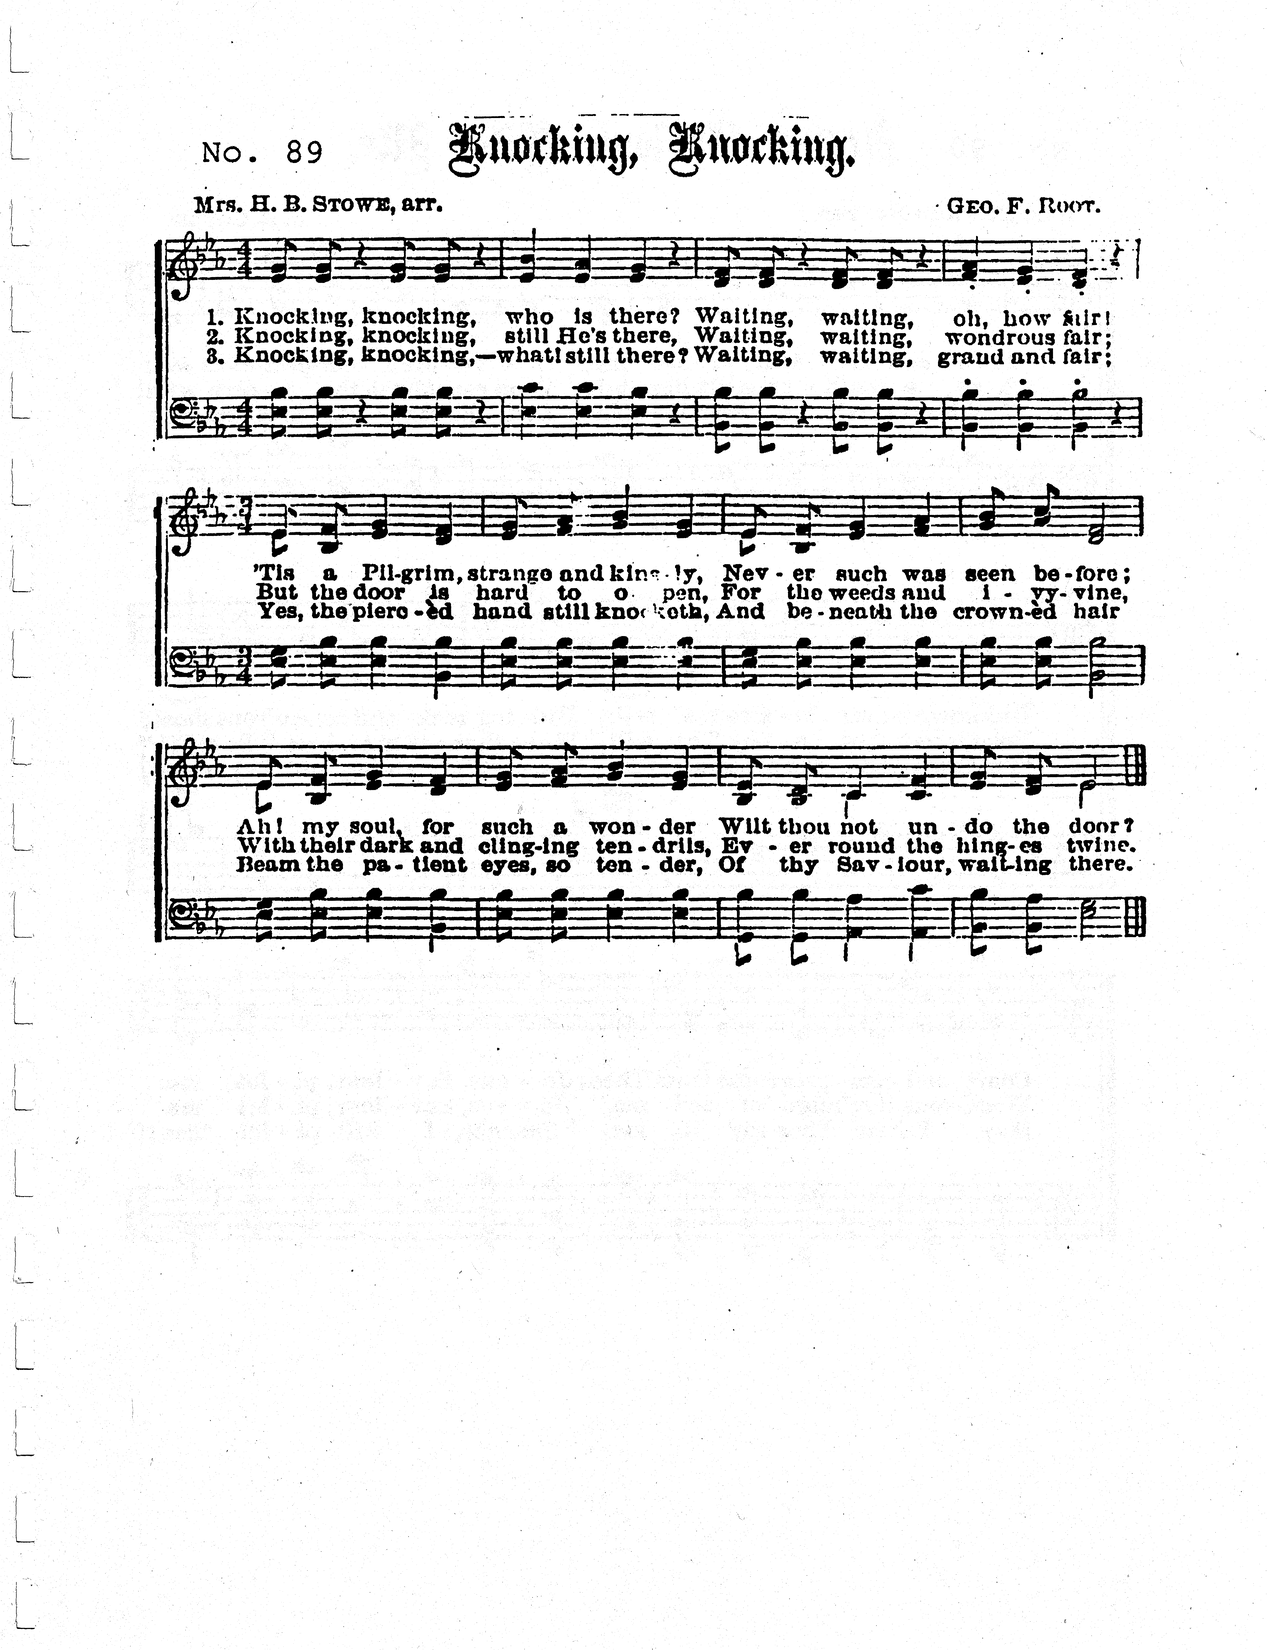 No. 89
Knocking, Knocking.
Mrs. H. B. STOWE, arr.
GEO. F. ROOT.
1. Knocking, knocking, who is there? Waiting, waiting, oh, how fair!
2. Knocking, knocking, still He's there, Waiting, waiting, wondrous fair;
3. Knocking, knocking,—what! still there? Waiting, waiting, grand and fair;
'Tis a Pil-grim, strange and king-ly, Nev-er such was seen be-fore;
But the door is hard to o-pen, For the weeds and i-vy-vine,
Yes, the pierc-èd hand still knocketh, And be-neath the crown-èd hair
Ah! my soul, for such a won-der Wilt thou not un-do the door?
With their dark and cling-ing ten-drils, Ev-er round the hing-es twine.
Beam the pa-tient eyes, so ten-der, Of thy Sav-iour, wait-ing there.